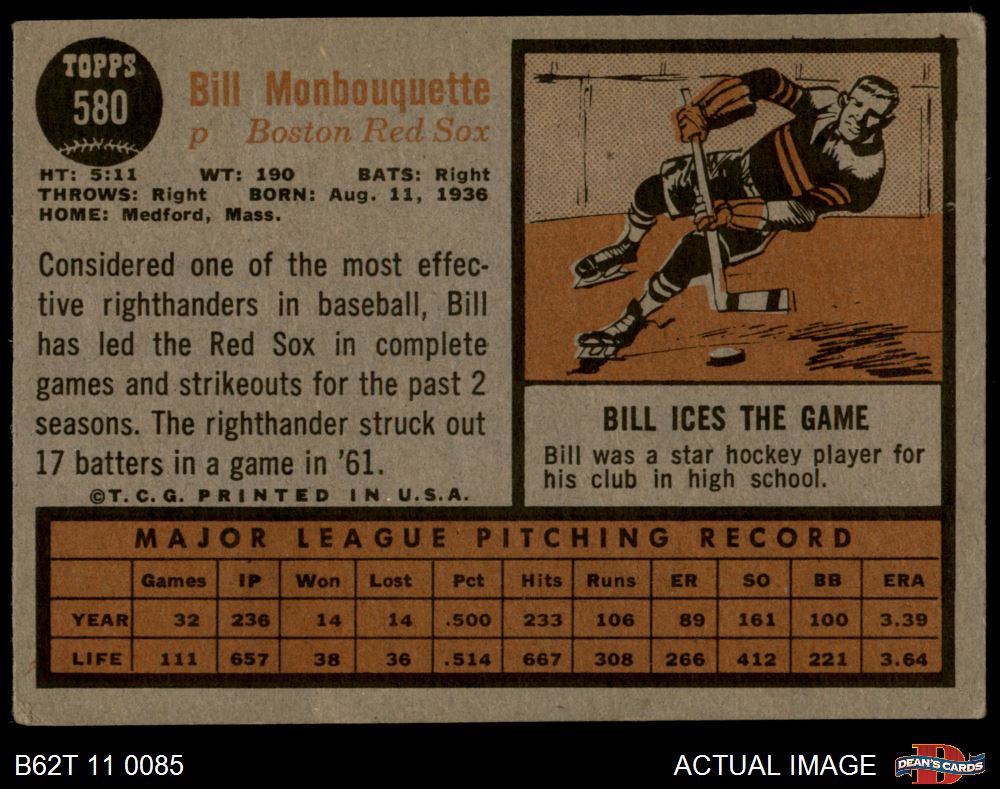 TOPPS
580
Bill Monbouquette
p Boston Red Sox
HT: 5:11 WT: 190 BATS: Right
THROWS: Right BORN: Aug. 11, 1936
HOME: Medford, Mass.
Considered one of the most effec-
tive righthanders in baseball, Bill
has led the Red Sox in complete
games and strikeouts for the past 2
seasons. The righthander struck out
17 batters in a game in '61.
©T.C.G. PRINTED IN U.S.A.
BILL ICES THE GAME
Bill was a star hockey player for
his club in high school.
MAJOR LEAGUE PITCHING RECORD
Games IP Won Lost Pct Hits Runs ER SO BB ERA
YEAR 32 236 14 14 .500 233 106 89 161 100 3.39
LIFE 111 657 38 36 .514 667 308 266 412 221 3.64
B62T 11 0085
ACTUAL IMAGE
D
DEAN'S CARDS